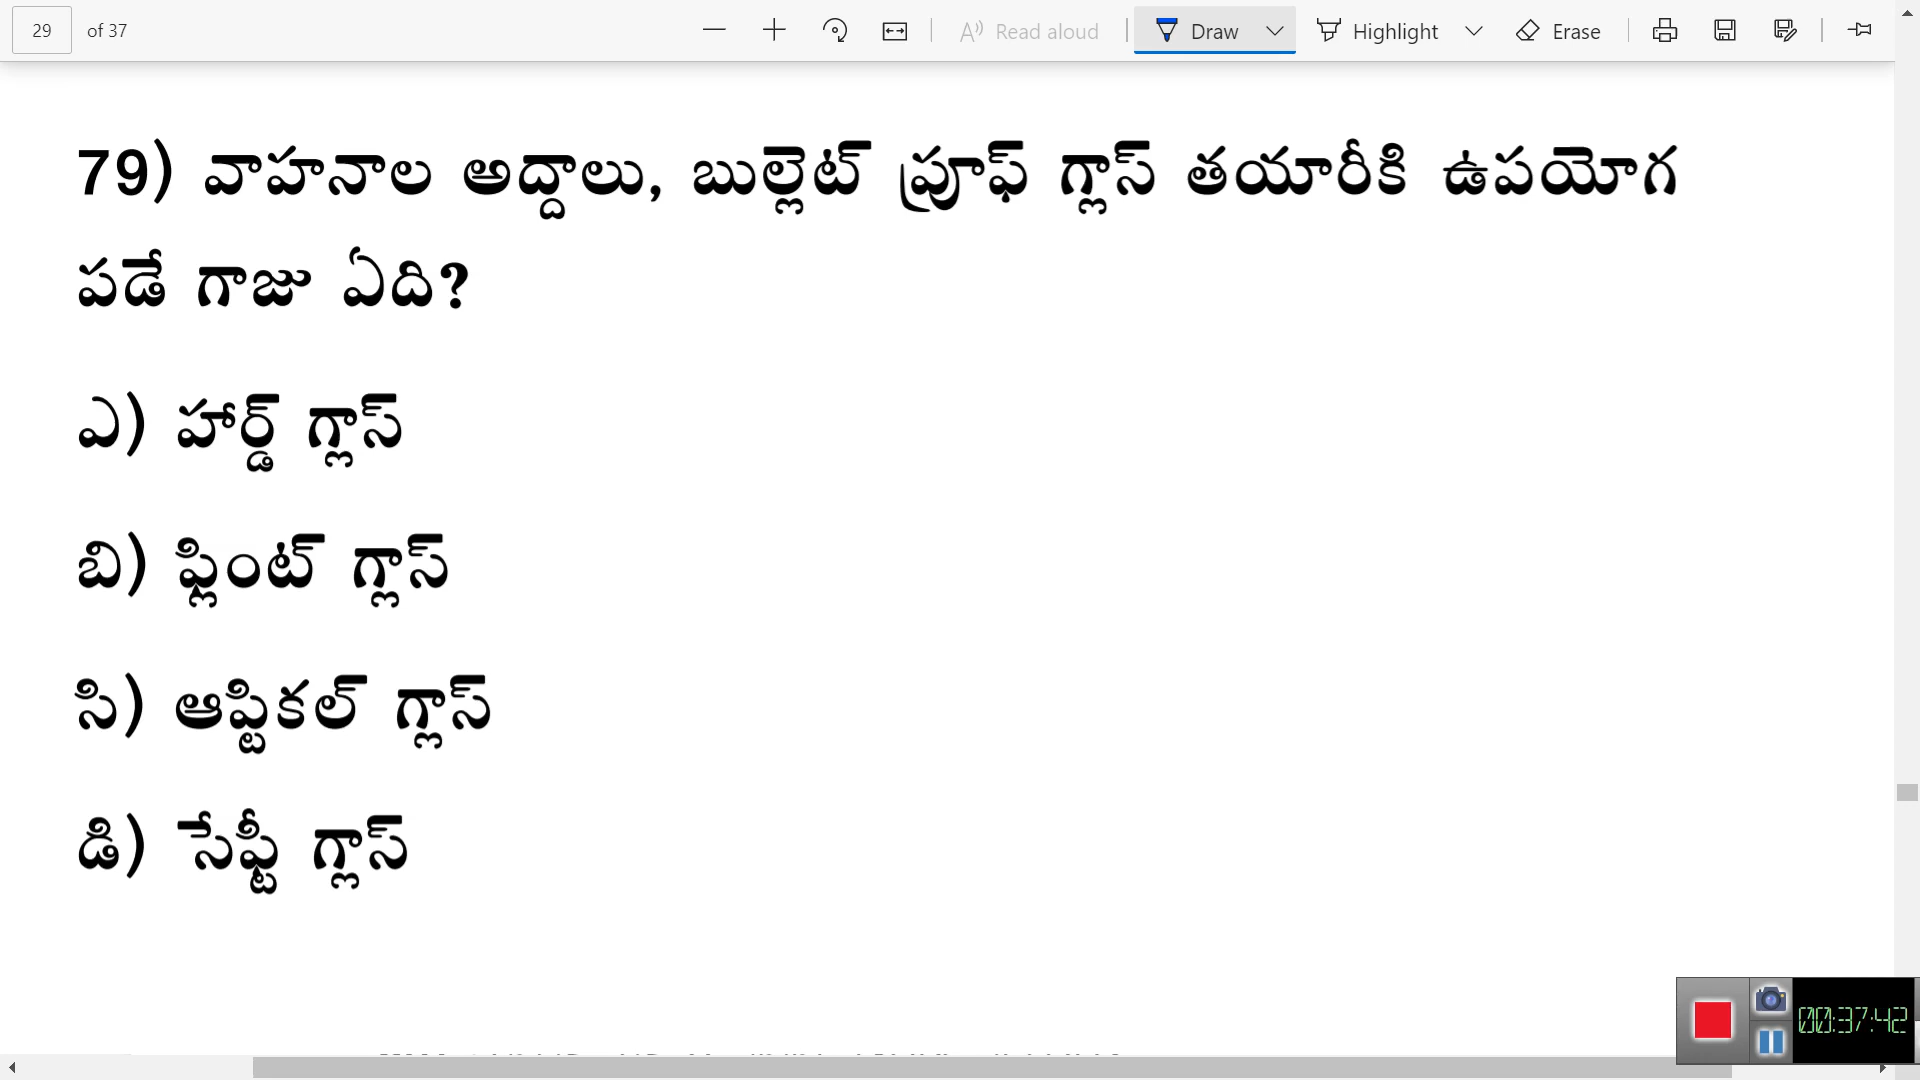 29 of 37 Read aloud Draw Highlight Erase
79) వాహనాల అద్దాలు, బుల్లెట్ ప్రూఫ్ గ్లాస్ తయారీకి ఉపయోగ
పడే గాజు ఏది?
ఎ) హార్డ్ గ్లాస్
బి) ఫ్లింట్ గ్లాస్
సి) ఆప్టికల్ గ్లాస్
డి) సేఫ్టీ గ్లాస్
00:37:42